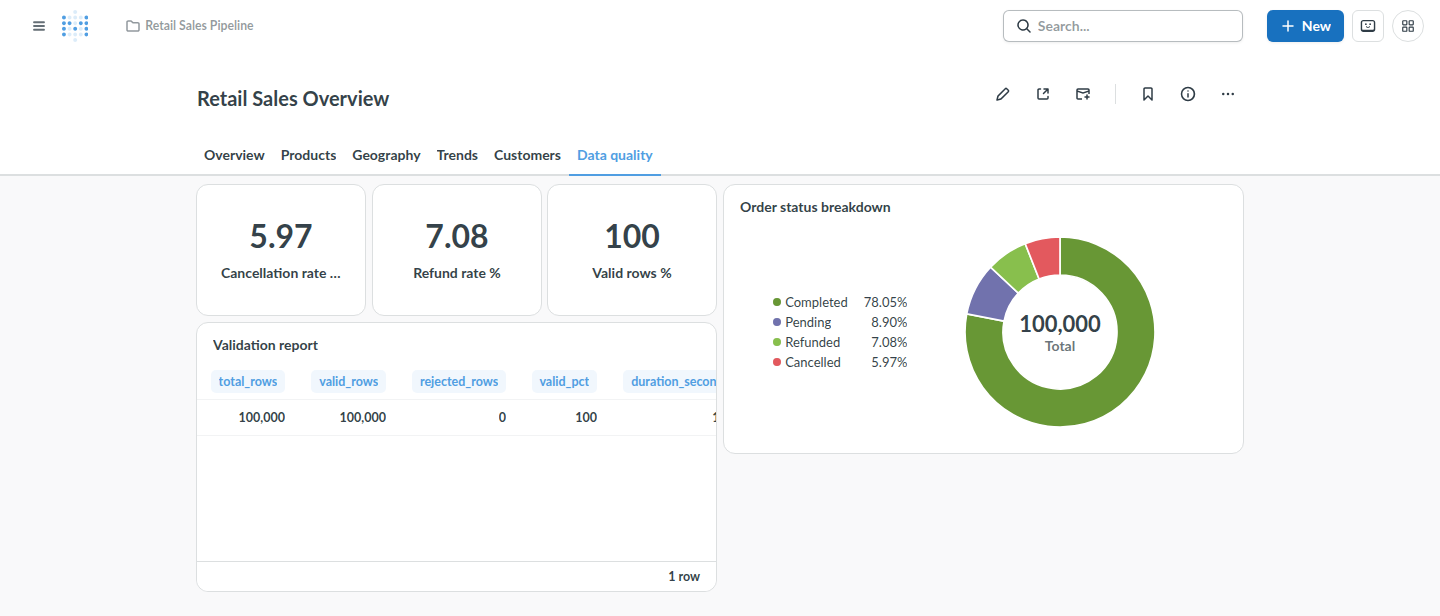 Retail Sales Pipeline
Search...
New
Retail Sales Overview
Overview Products Geography Trends Customers Data quality
5.97
Cancellation rate ...
7.08
Refund rate %
100
Valid rows %
Order status breakdown
Completed 78.05%
Pending 8.90%
Refunded 7.08%
Cancelled 5.97%
100,000
Total
Validation report
total_rows valid_rows rejected_rows valid_pct duration_secon
100,000 100,000 0 100
1 row